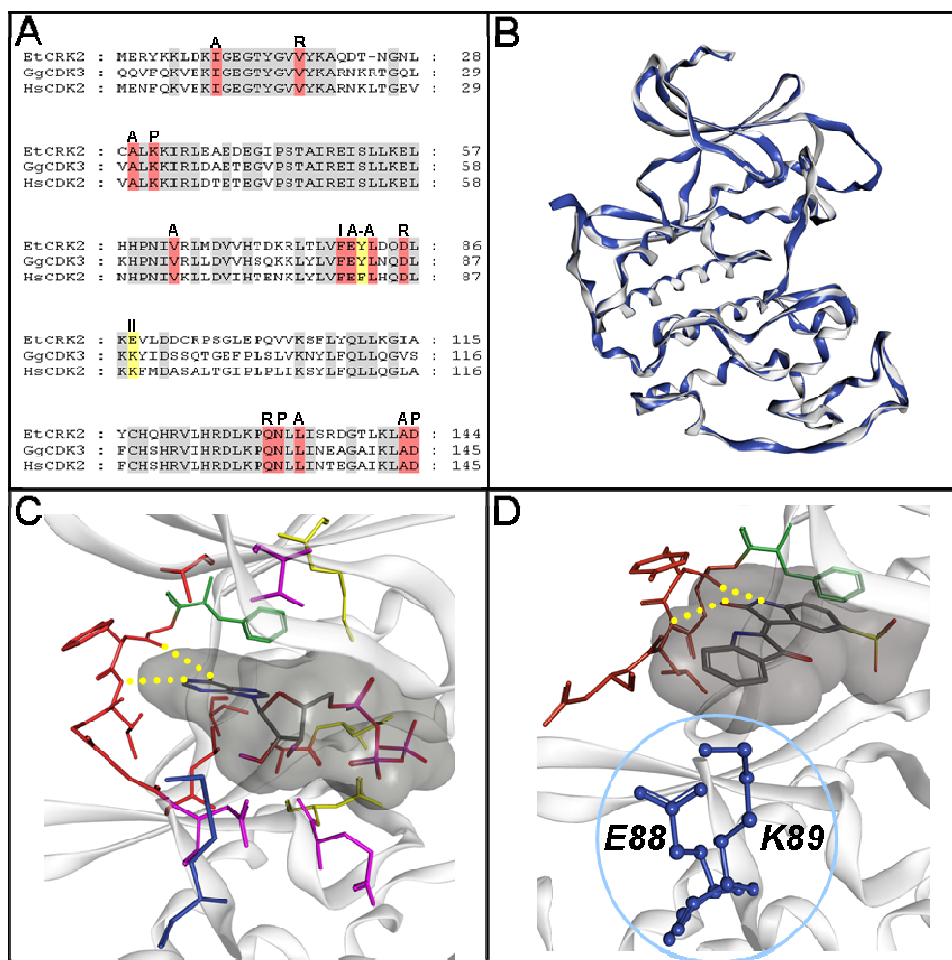 A
A R
EtCRK2 : MERYKKLDKIGEGTYGVVYKAQDT-NGNL : 28
GgCDK3 : QQVFQKVEKIGEGTYGVVYKARNKRTGQL : 29
HsCDK2 : MENFQKVEKIGEGTYGVVYKARNKLTGEV : 29
A P
EtCRK2 : CALKKIRLEAEDEGIPSTAIREISLLKEL : 57
GgCDK3 : VALKKIRLDAETEGVPSTAIREISLLKEL : 58
HsCDK2 : VALKKIRLDTETEGVPSTAIREISLLKEL : 58
A I A-A R
EtCRK2 : HHPNIVRLMDVVHTDKRLTLVFEYLDQDL : 86
GgCDK3 : KHPNIVRLLDVVHSQKKLYLVFEYLNQDL : 87
HsCDK2 : NHPNIVKLLDVIHTENKLYLVFEFLHQDL : 87
II
EtCRK2 : KEVLDDCRPSGLEPQVVKSFLYQLLKGIA : 115
GgCDK3 : KKYIDSSQTGEFPLSLVKNYLFQLLQGVS : 116
HsCDK2 : KKFMDASALTGIPLPLIKSYLFQLLQGLA : 116
R P A A P
EtCRK2 : YCHQHRVLHRDLKPQNLLISRDGTLKLAD : 144
GgCDK3 : FCHSHRVIHRDLKPQNLLINEAGAIKLAD : 145
HsCDK2 : FCHSHRVLHRDLKPQNLLINTEGAIKLAD : 145
B
C
D
E88 K89